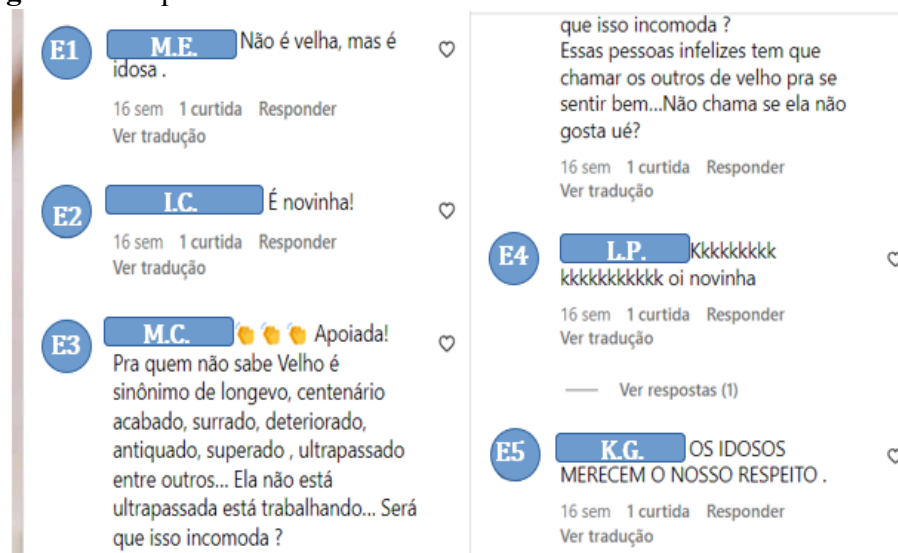 E1 M.E. Não é velha, mas é
idosa .
16 sem 1 curtida Responder
Ver tradução
E2 I.C. É novinha!
16 sem 1 curtida Responder
Ver tradução
E3 M.C. 👏👏👏 Apoiada!
Pra quem não sabe Velho é
sinônimo de longevo, centenário
acabado, surrado, deteriorado,
antiquado, superado , ultrapassado
entre outros... Ela não está
ultrapassada está trabalhando... Será
que isso incomoda ?
que isso incomoda ?
Essas pessoas infelizes tem que
chamar os outros de velho pra se
sentir bem...Não chama se ela não
gosta ué?
16 sem 1 curtida Responder
Ver tradução
E4 L.P. Kkkkkkkkk
kkkkkkkkkkk oi novinha
16 sem 1 curtida Responder
Ver tradução
Ver respostas (1)
E5 K.G. OS IDOSOS
MERECEM O NOSSO RESPEITO .
16 sem 1 curtida Responder
Ver tradução